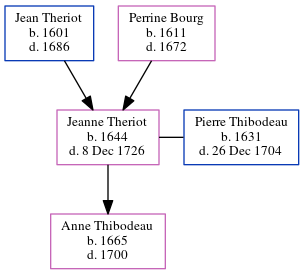 Jean Theriot
b. 1601
d. 1686
Perrine Bourg
b. 1611
d. 1672
Jeanne Theriot
b. 1644
d. 8 Dec 1726
Pierre Thibodeau
b. 1631
d. 26 Dec 1704
Anne Thibodeau
b. 1665
d. 1700